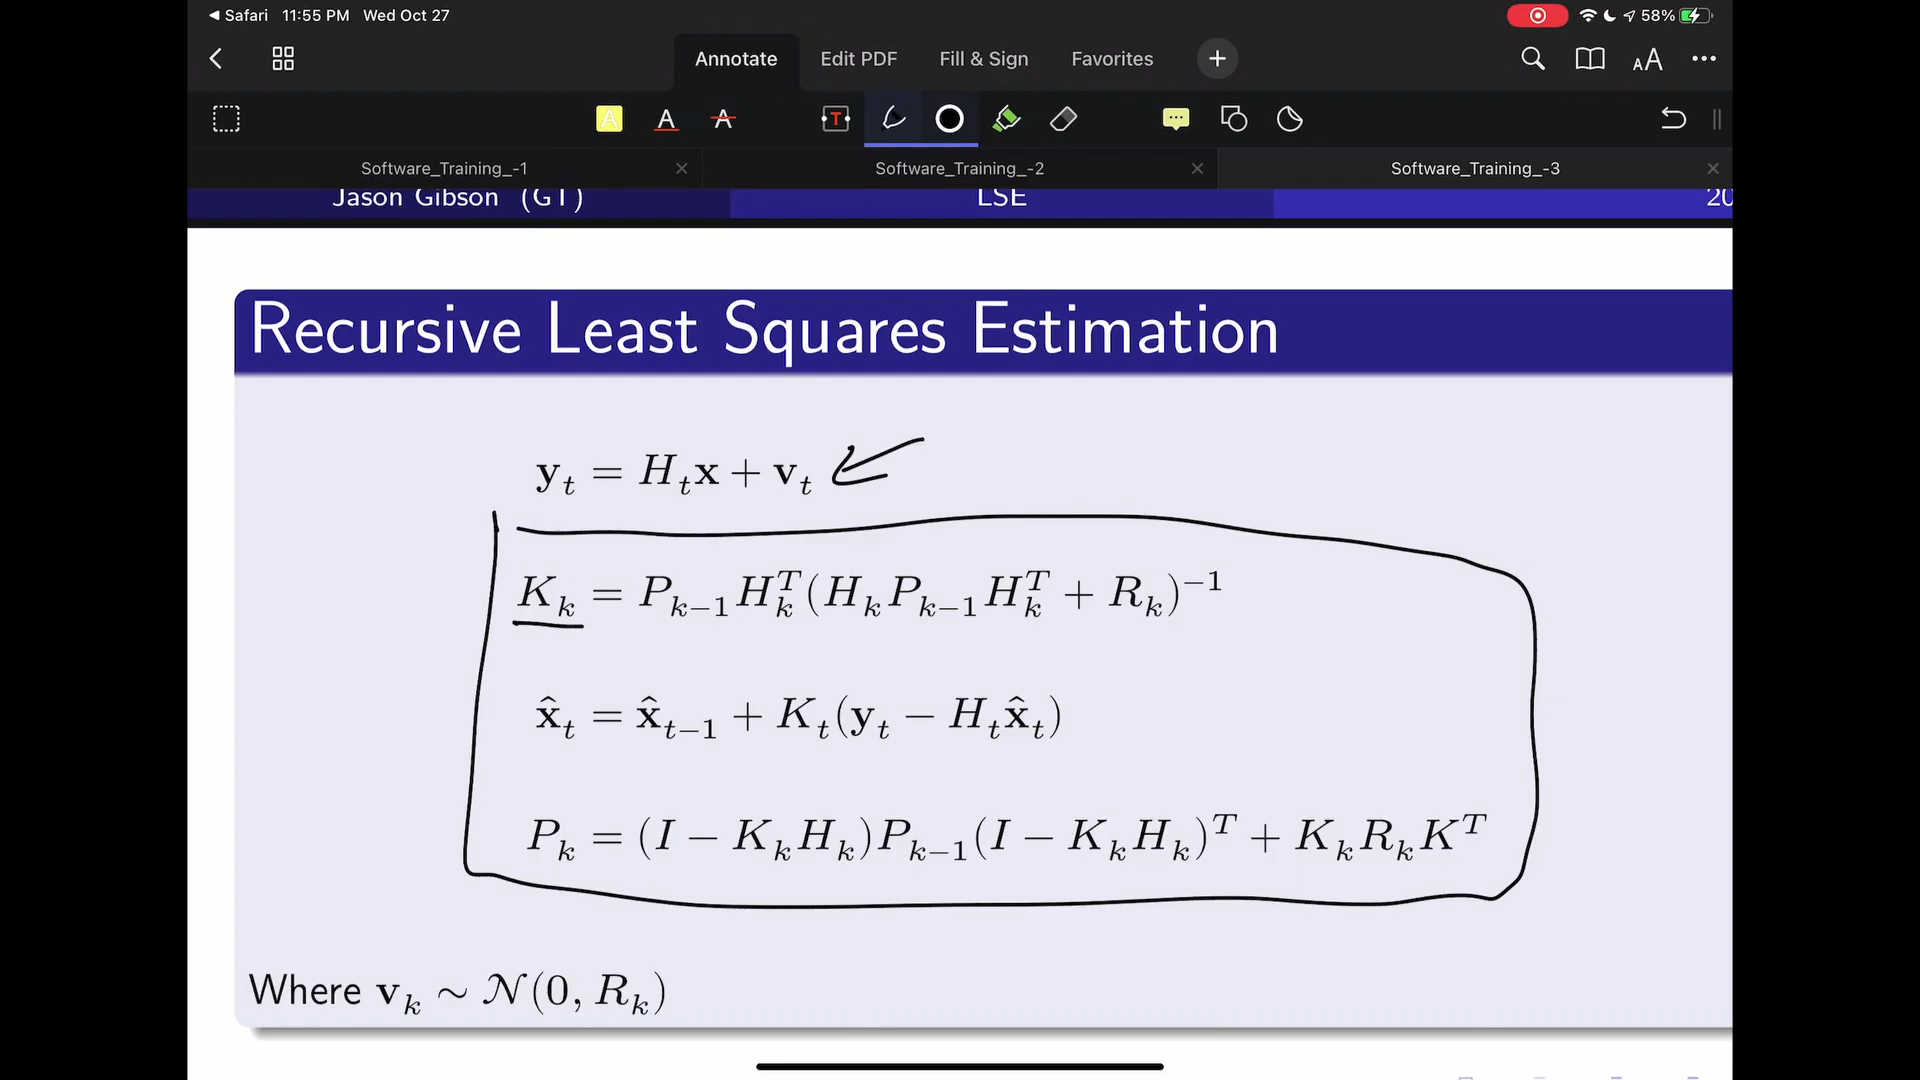 Safari 11:55 PM Wed Oct 27 58%
Annotate Edit PDF Fill & Sign Favorites
AA
A A A T
Software_Training_-1 Software_Training_-2 Software_Training_-3
Jason Gibson (GT) LSE 20
Recursive Least Squares Estimation
y_t = H_t x + v_t
K_k = P_{k−1} H_k^T (H_k P_{k−1} H_k^T + R_k)^{−1}
x̂_t = x̂_{t−1} + K_t (y_t − H_t x̂_t)
P_k = (I − K_k H_k) P_{k−1} (I − K_k H_k)^T + K_k R_k K^T
Where v_k ∼ 𝒩(0, R_k)